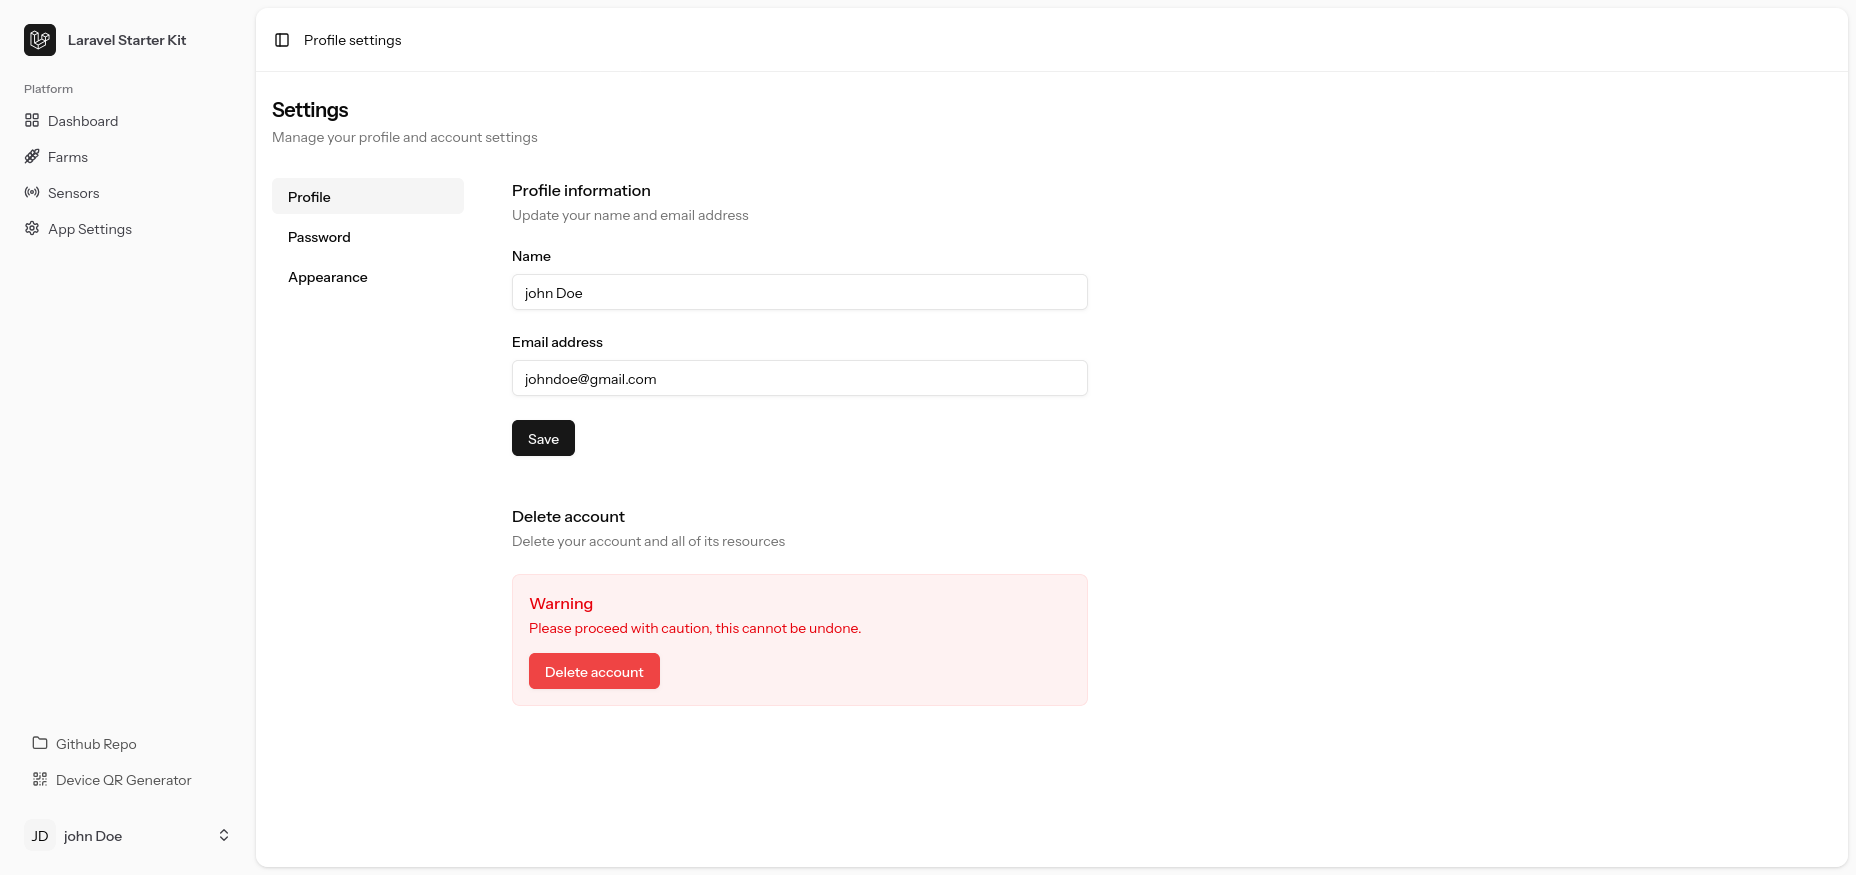 Laravel Starter Kit
Platform
Dashboard
Farms
Sensors
App Settings
Github Repo
Device QR Generator
JD john Doe
Profile settings
Settings
Manage your profile and account settings
Profile
Password
Appearance
Profile information
Update your name and email address
Name
john Doe
Email address
johndoe@gmail.com
Save
Delete account
Delete your account and all of its resources
Warning
Please proceed with caution, this cannot be undone.
Delete account